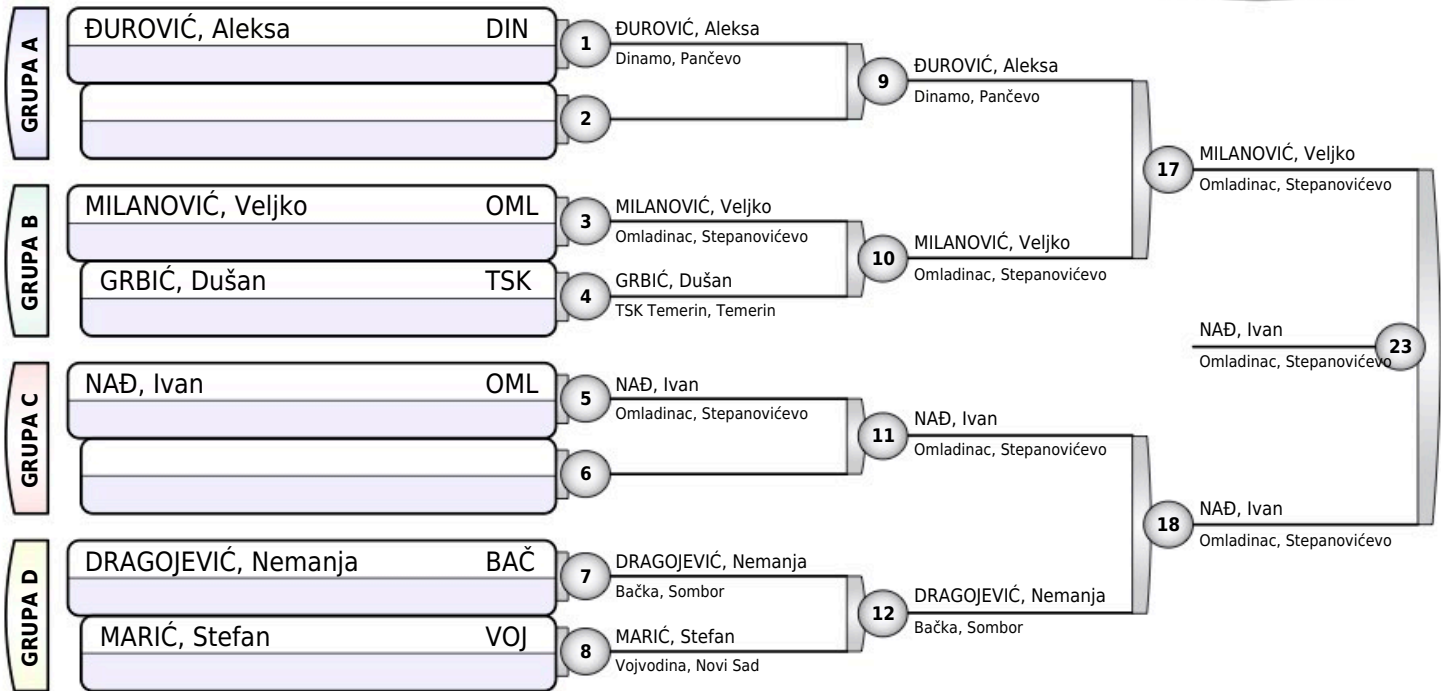 GRUPA A
ĐUROVIĆ, Aleksa DIN
1
ĐUROVIĆ, Aleksa
Dinamo, Pančevo
2
9
ĐUROVIĆ, Aleksa
Dinamo, Pančevo
GRUPA B
MILANOVIĆ, Veljko OML
3
MILANOVIĆ, Veljko
Omladinac, Stepanovićevo
GRBIĆ, Dušan TSK
4
GRBIĆ, Dušan
TSK Temerin, Temerin
10
MILANOVIĆ, Veljko
Omladinac, Stepanovićevo
17
MILANOVIĆ, Veljko
Omladinac, Stepanovićevo
GRUPA C
NAĐ, Ivan OML
5
NAĐ, Ivan
Omladinac, Stepanovićevo
6
11
NAĐ, Ivan
Omladinac, Stepanovićevo
GRUPA D
DRAGOJEVIĆ, Nemanja BAČ
7
DRAGOJEVIĆ, Nemanja
Bačka, Sombor
MARIĆ, Stefan VOJ
8
MARIĆ, Stefan
Vojvodina, Novi Sad
12
DRAGOJEVIĆ, Nemanja
Bačka, Sombor
18
NAĐ, Ivan
Omladinac, Stepanovićevo
NAĐ, Ivan
Omladinac, Stepanovićevo
23